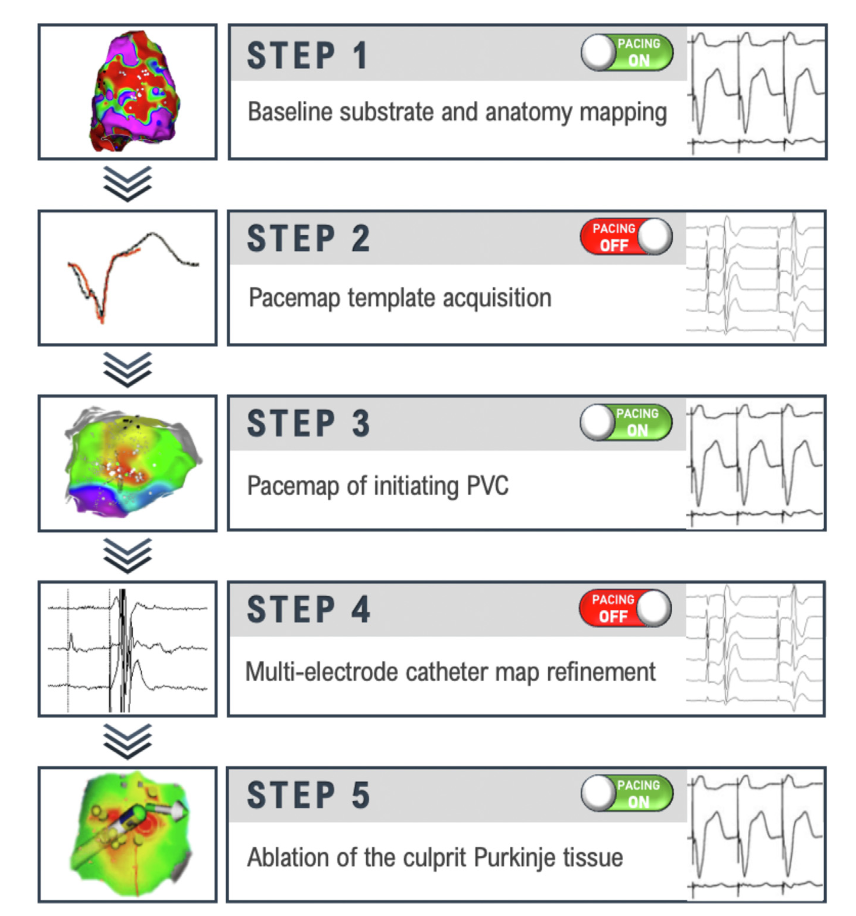 STEP 1
PACING
ON
Baseline substrate and anatomy mapping
STEP 2
PACING
OFF
Pacemap template acquisition
STEP 3
PACING
ON
Pacemap of initiating PVC
STEP 4
PACING
OFF
Multi-electrode catheter map refinement
STEP 5
PACING
ON
Ablation of the culprit Purkinje tissue